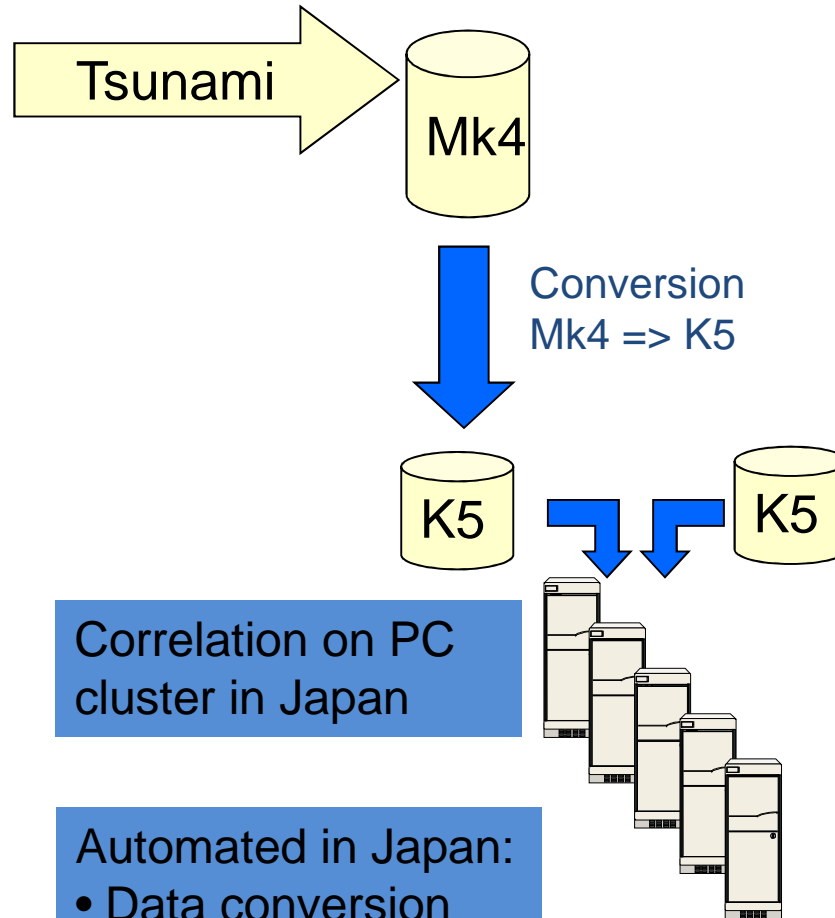 Tsunami
Mk4
Conversion
Mk4 => K5
K5
K5
Correlation on PC
cluster in Japan
Automated in Japan:
• Data conversion